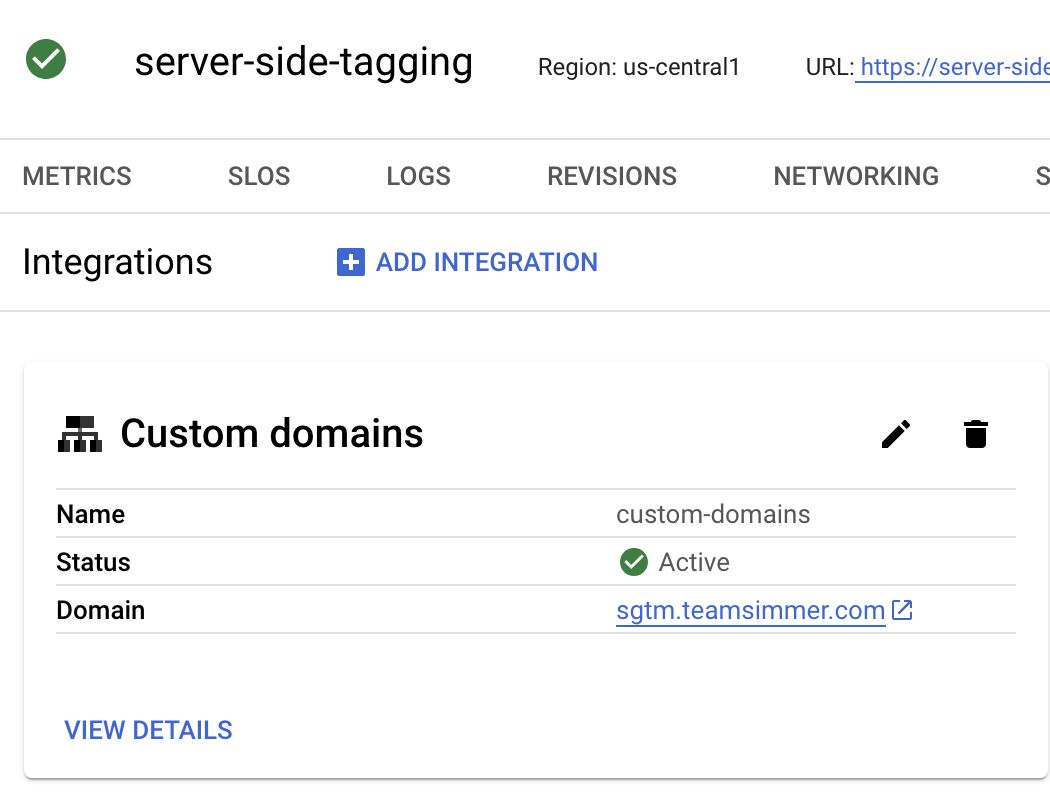 server-side-tagging Region: us-central1 URL: https://server-side
METRICS SLOS LOGS REVISIONS NETWORKING S
Integrations ADD INTEGRATION
Custom domains
Name custom-domains
Status Active
Domain sgtm.teamsimmer.com
VIEW DETAILS